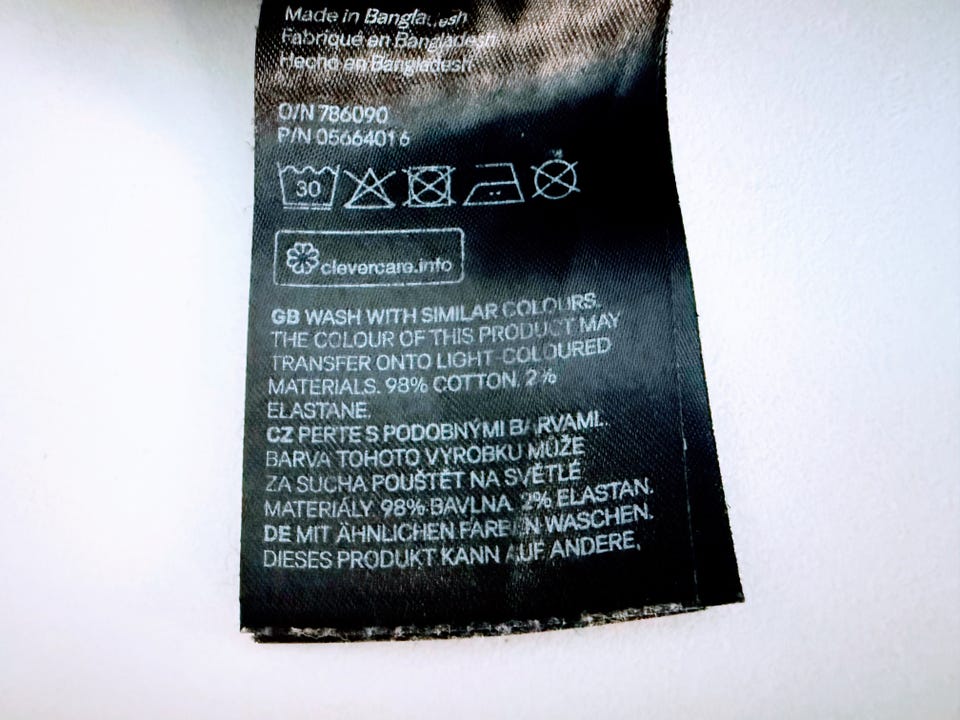 Made in Bangladesh
Fabriqué en Bangladesh
Hecho en Bangladesh
O/N 786090
P/N 05664016
30
clevercare.info
GB WASH WITH SIMILAR COLOURS.
THE COLOUR OF THIS PRODUCT MAY
TRANSFER ONTO LIGHT-COLOURED
MATERIALS. 98% COTTON. 2%
ELASTANE.
CZ PERTE S PODOBNÝMI BARVAMI.
BARVA TOHOTO VÝROBKU MŮŽE
ZA SUCHA POUŠTĚT NA SVĚTLÉ
MATERIÁLY. 98% BAVLNA. 2% ELASTAN.
DE MIT ÄHNLICHEN FARBEN WASCHEN.
DIESES PRODUKT KANN AUF ANDERE,